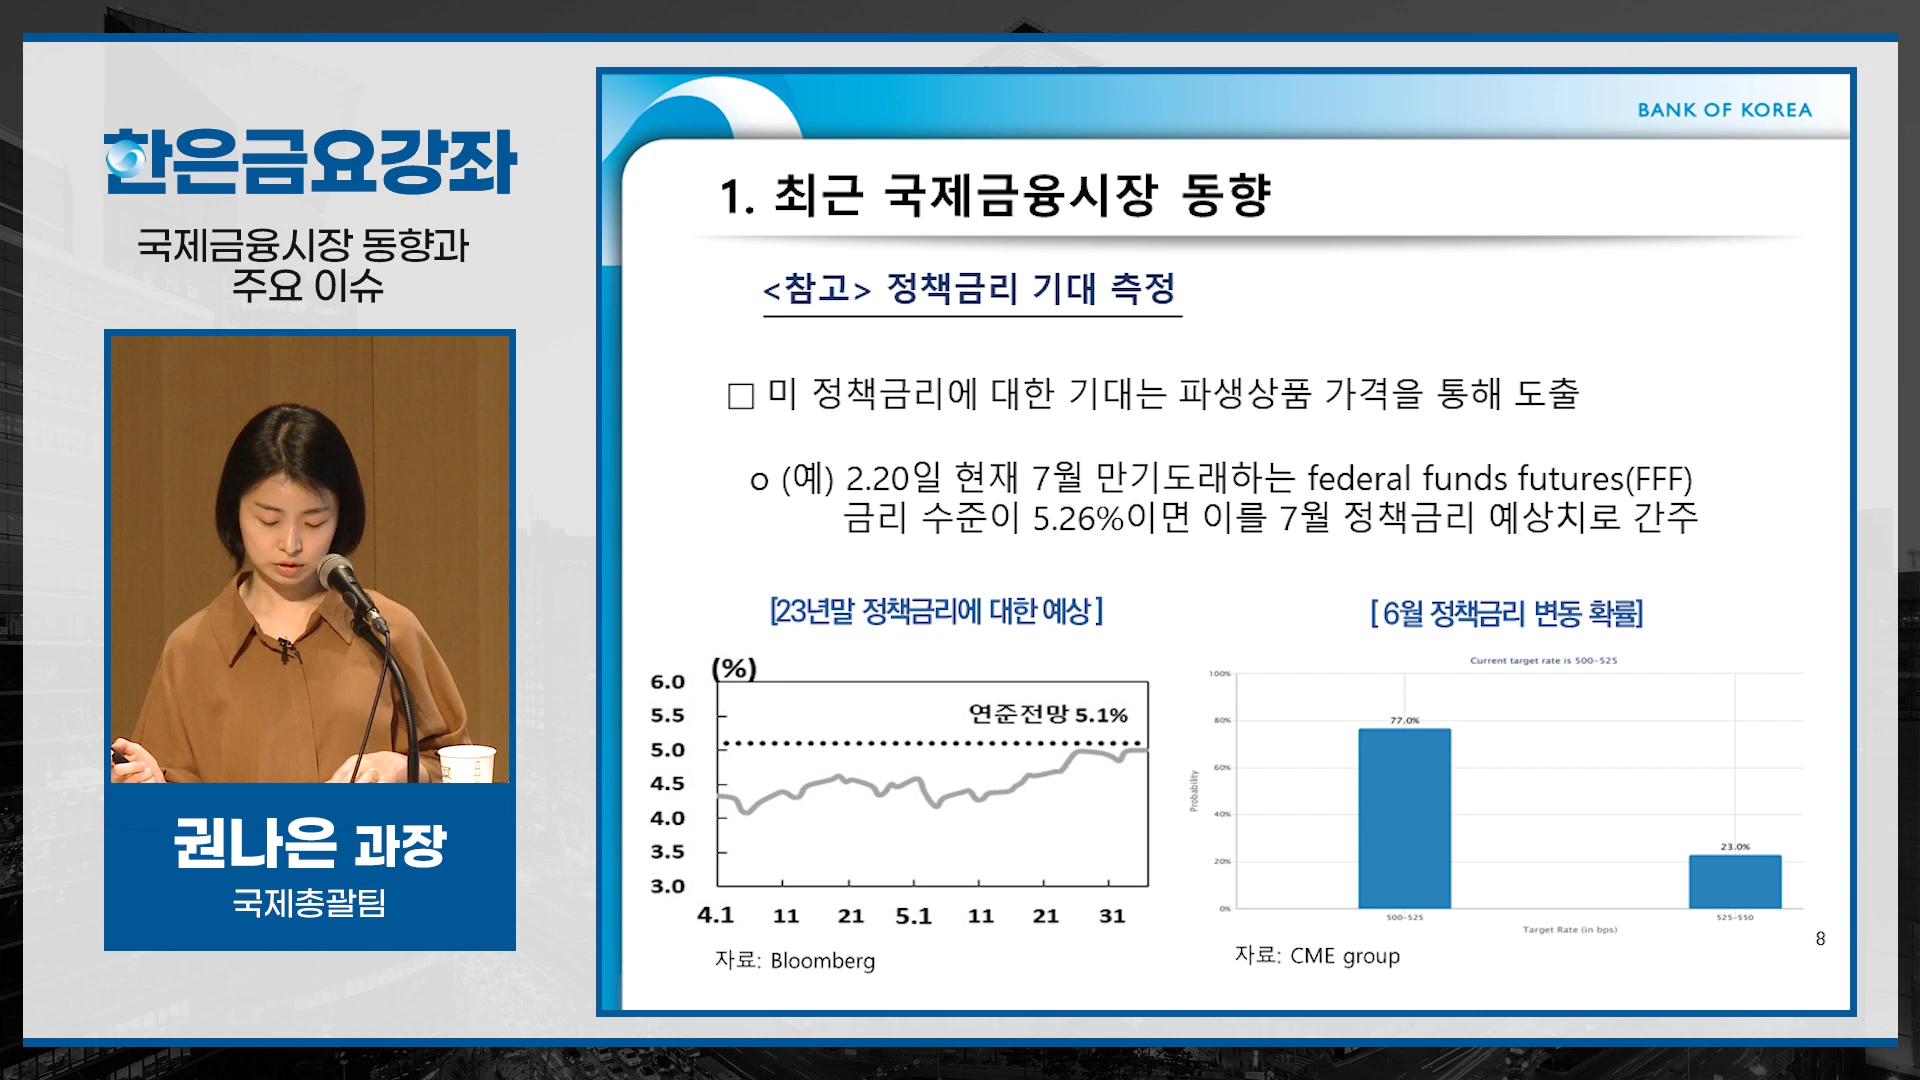 한은금요강좌
국제금융시장 동향과
주요 이슈
권나은 과장
국제총괄팀
BANK OF KOREA
1. 최근 국제금융시장 동향
<참고> 정책금리 기대 측정
□ 미 정책금리에 대한 기대는 파생상품 가격을 통해 도출
o (예) 2.20일 현재 7월 만기도래하는 federal funds futures(FFF)
금리 수준이 5.26%이면 이를 7월 정책금리 예상치로 간주
[23년말 정책금리에 대한 예상]
(%)
6.0
5.5
5.0
4.5
4.0
3.5
3.0
연준전망 5.1%
4.1 11 21 5.1 11 21 31
자료: Bloomberg
[ 6월 정책금리 변동 확률]
Current target rate is 500-525
Probability
100%
80%
60%
40%
20%
0%
77.0%
23.0%
500-525 525-550
Target Rate (in bps)
자료: CME group
8